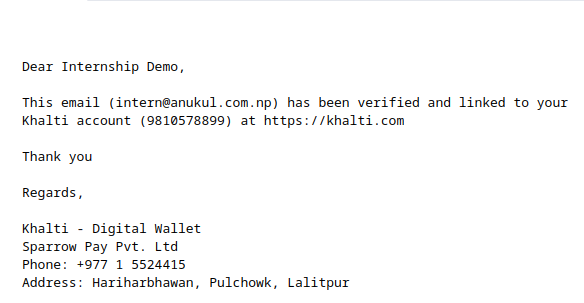 Dear Internship Demo,
This email (intern@anukul.com.np) has been verified and linked to your
Khalti account (9810578899) at https://khalti.com
Thank you
Regards,
Khalti - Digital Wallet
Sparrow Pay Pvt. Ltd
Phone: +977 1 5524415
Address: Hariharbhawan, Pulchowk, Lalitpur